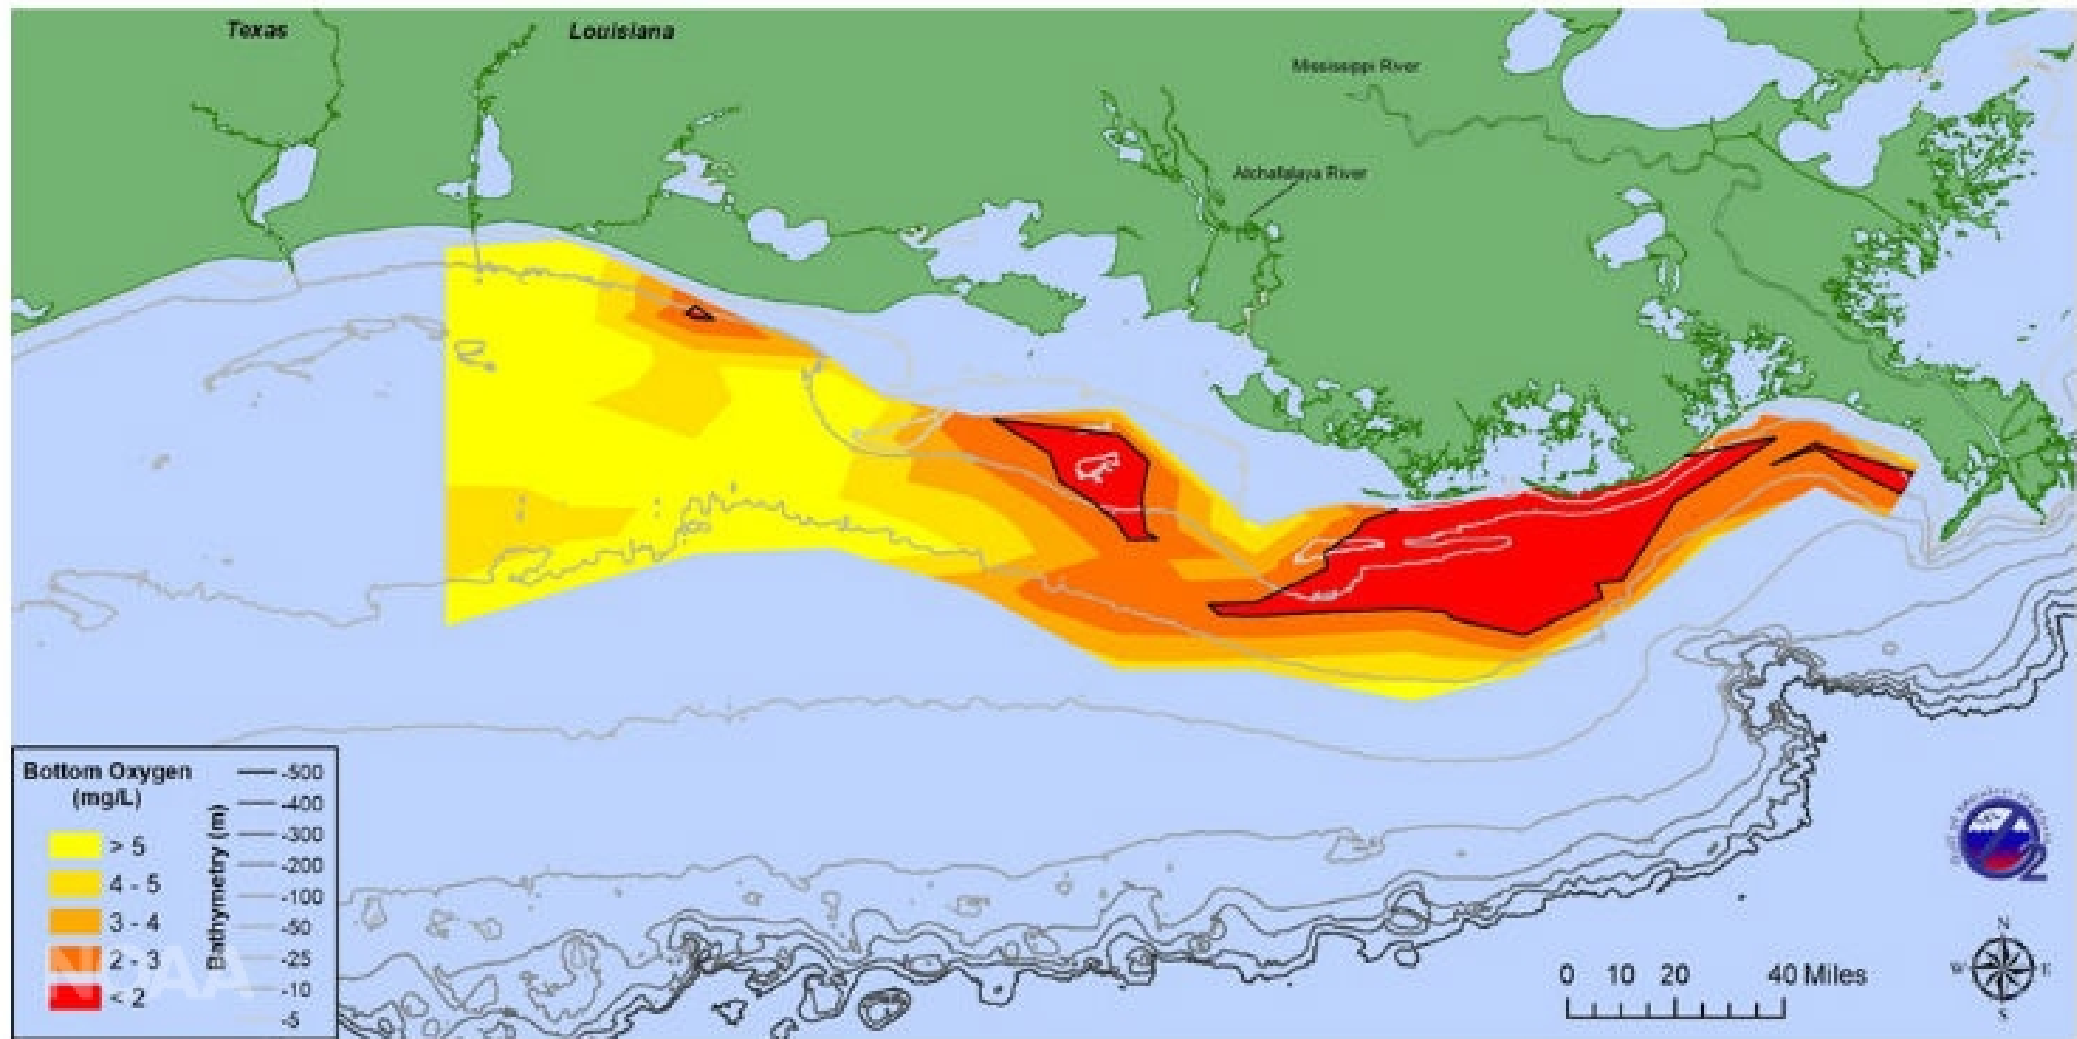 Texas
Louisiana
Mississippi River
Atchafalaya River
Bottom Oxygen
(mg/L)
> 5
4 - 5
3 - 4
2 - 3
< 2
Bathymetry (m)
-500
-400
-300
-200
-100
-50
-25
-10
-5
NOAA
O2
N
W
E
S
0 10 20 40 Miles